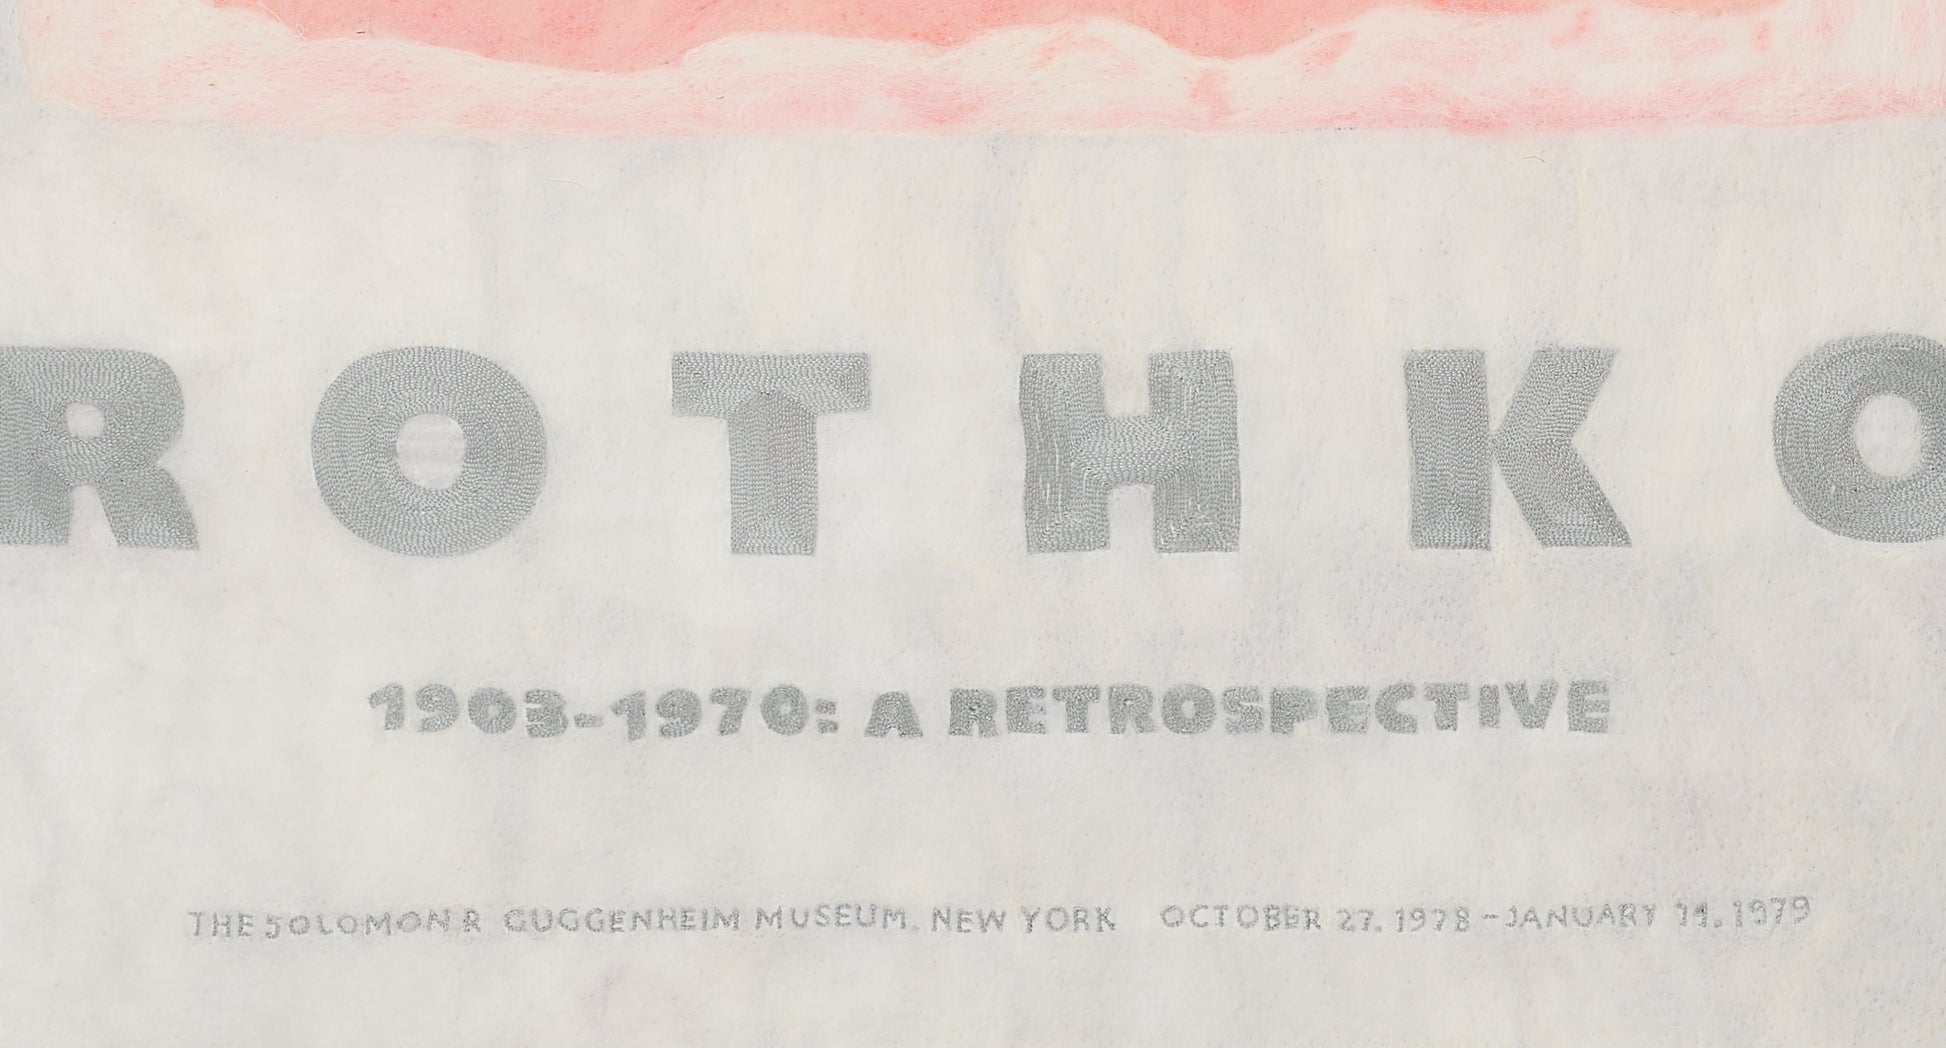 ROTHKO
1903-1970: A RETROSPECTIVE
THE SOLOMON R GUGGENHEIM MUSEUM. NEW YORK OCTOBER 27. 1978 - JANUARY 14. 1979